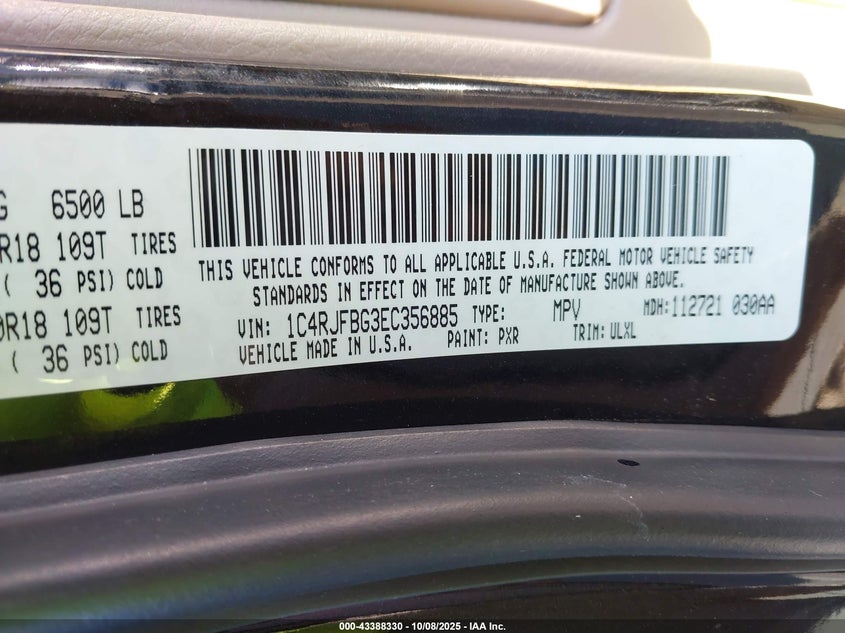 G 6500 LB
R18 109T TIRES
( 36 PSI) COLD
0R18 109T TIRES
( 36 PSI) COLD
THIS VEHICLE CONFORMS TO ALL APPLICABLE U.S.A. FEDERAL MOTOR VEHICLE SAFETY
STANDARDS IN EFFECT ON THE DATE OF MANUFACTURE SHOWN ABOVE.
VIN: 1C4RJFBG3EC356885 TYPE: MPV MDH:112721 030AA
VEHICLE MADE IN U.S.A. PAINT: PXR TRIM: ULXL
000-43388330 - 10/08/2025 - IAA Inc.